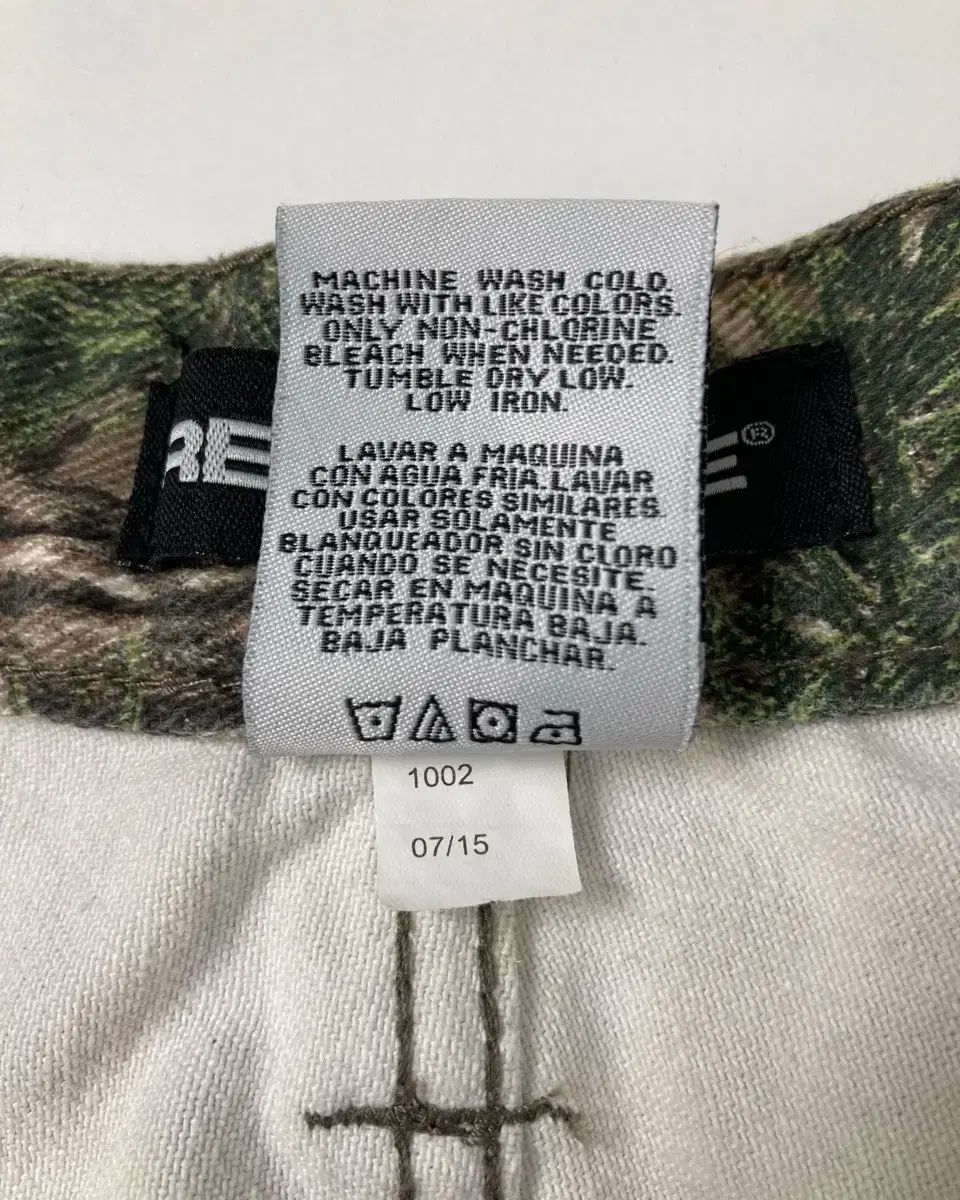 MACHINE WASH COLD.
WASH WITH LIKE COLORS.
ONLY NON-CHLORINE
BLEACH WHEN NEEDED.
TUMBLE DRY LOW.
LOW IRON.
LAVAR A MAQUINA
CON AGUA FRIA. LAVAR
CON COLORES SIMILARES.
USAR SOLAMENTE
BLANQUEADOR SIN CLORO
CUANDO SE NECESITE.
SECAR EN MAQUINA A
TEMPERATURA BAJA.
BAJA PLANCHAR.
RE
E®
1002
07/15